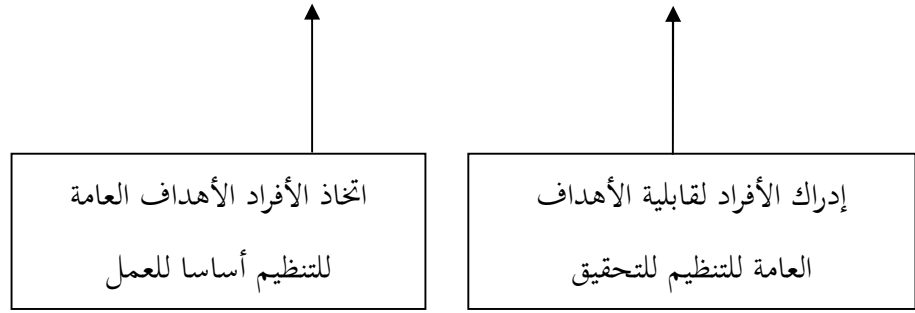 إدراك الأفراد لقابلية الأهداف
العامة للتنظيم للتحقيق
اتخاذ الأفراد الأهداف العامة
للتنظيم أساسا للعمل